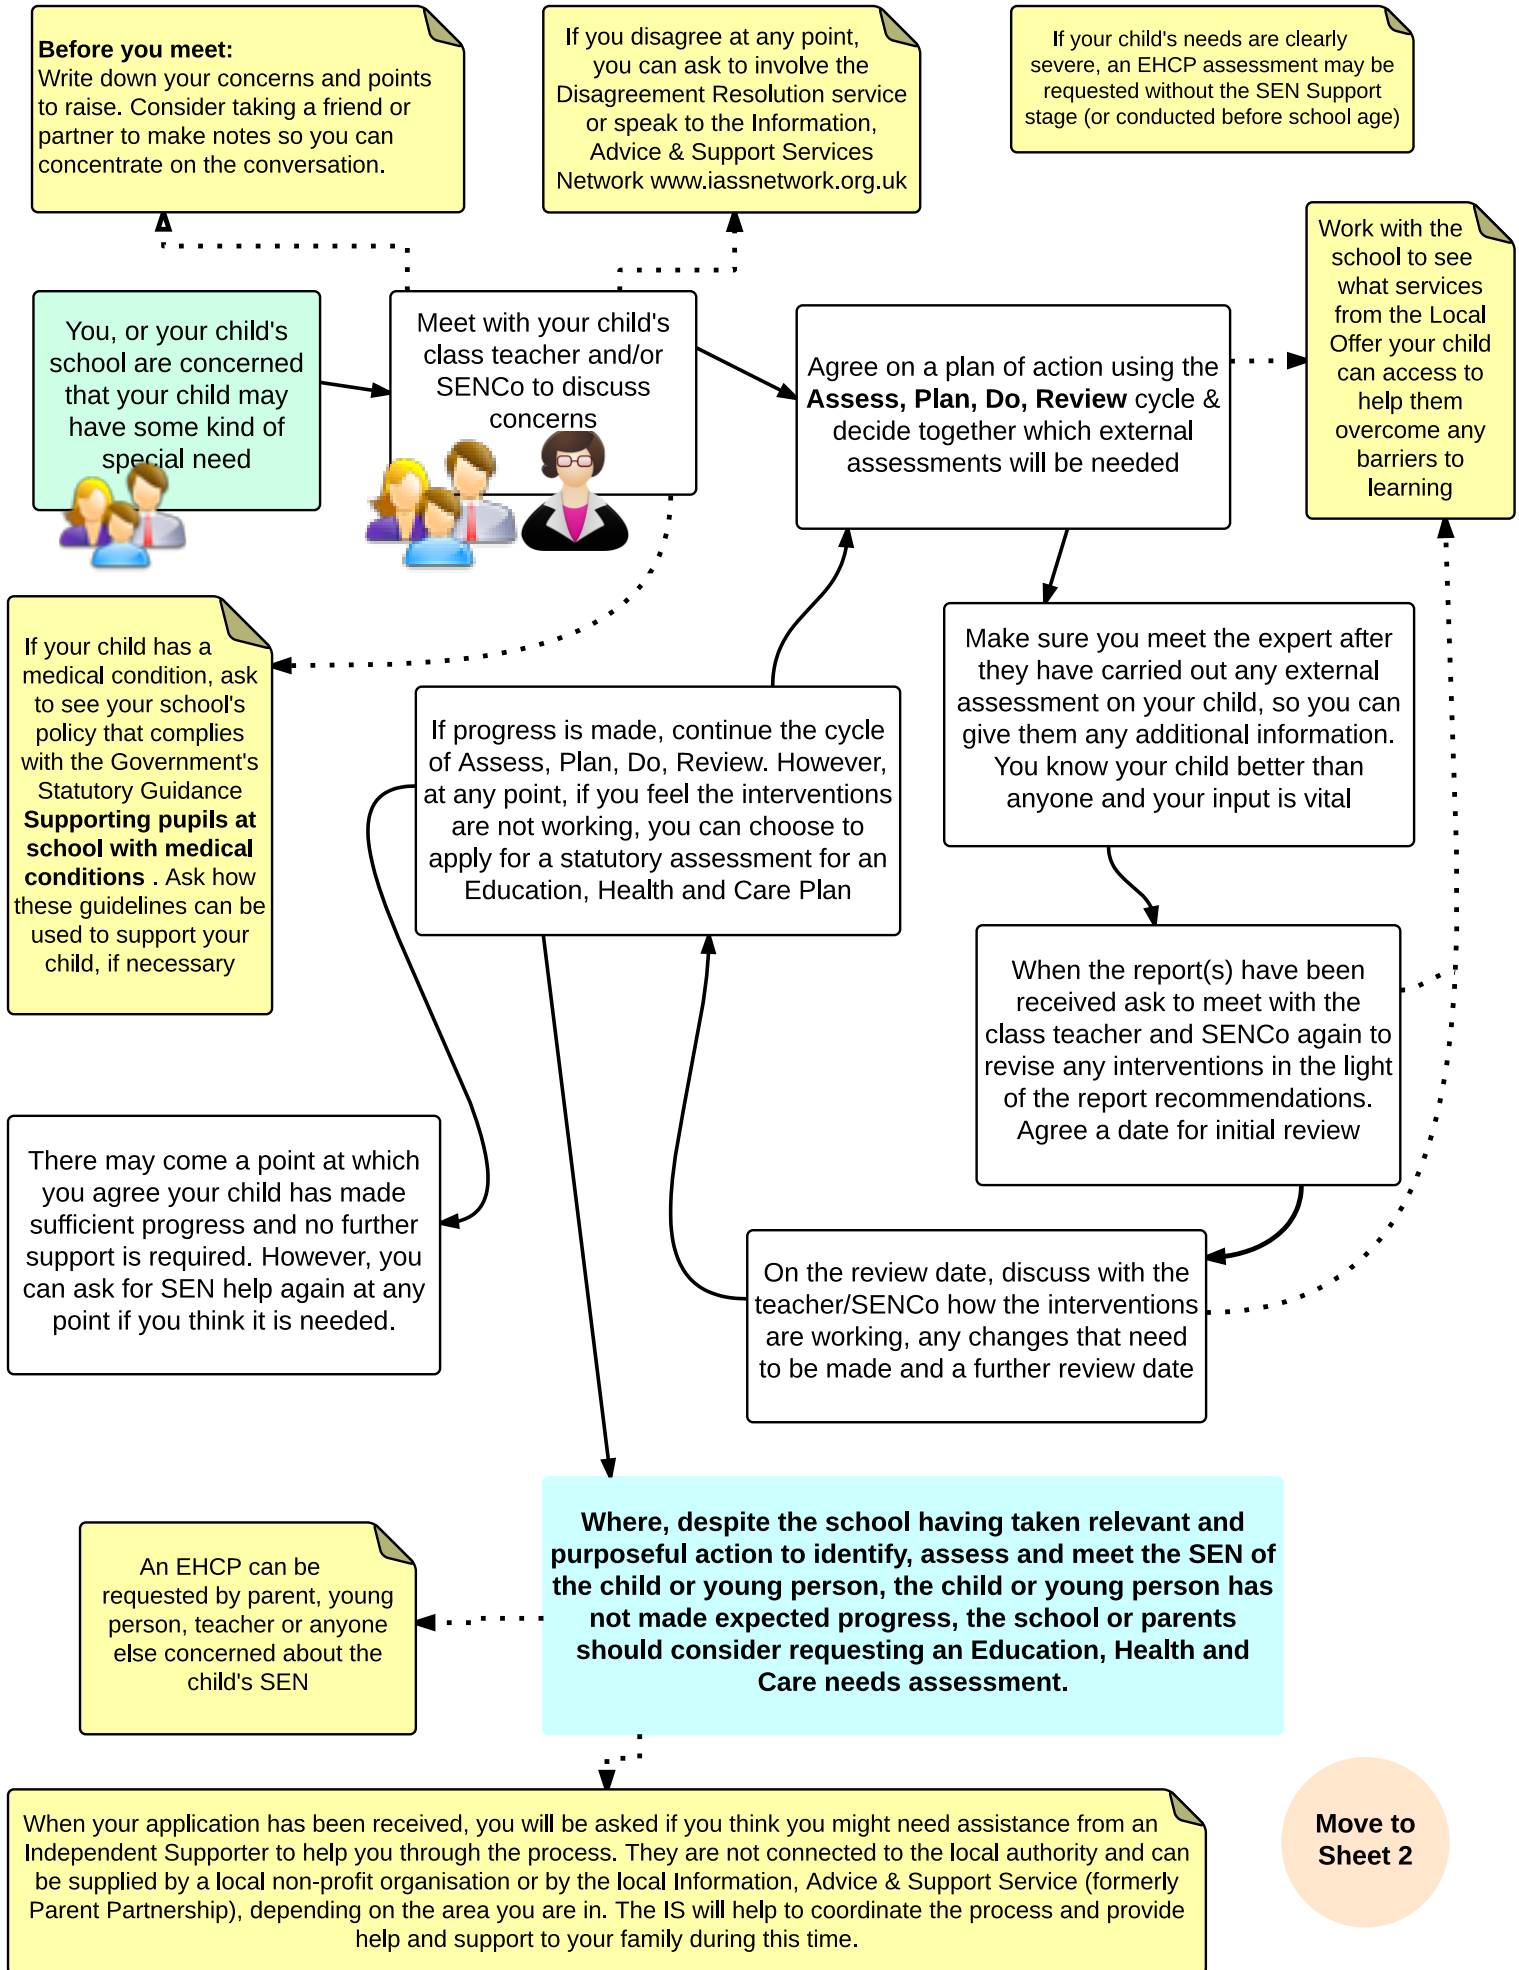 Before you meet:
Write down your concerns and points
to raise. Consider taking a friend or
partner to make notes so you can
concentrate on the conversation.
If you disagree at any point,
you can ask to involve the
Disagreement Resolution service
or speak to the Information,
Advice & Support Services
Network www.iassnetwork.org.uk
If your child's needs are clearly
severe, an EHCP assessment may be
requested without the SEN Support
stage (or conducted before school age)
You, or your child's
school are concerned
that your child may
have some kind of
special need
Meet with your child's
class teacher and/or
SENCo to discuss
concerns
Agree on a plan of action using the
Assess, Plan, Do, Review cycle &
decide together which external
assessments will be needed
Work with the
school to see
what services
from the Local
Offer your child
can access to
help them
overcome any
barriers to
learning
If your child has a
medical condition, ask
to see your school's
policy that complies
with the Government's
Statutory Guidance
Supporting pupils at
school with medical
conditions . Ask how
these guidelines can be
used to support your
child, if necessary
If progress is made, continue the cycle
of Assess, Plan, Do, Review. However,
at any point, if you feel the interventions
are not working, you can choose to
apply for a statutory assessment for an
Education, Health and Care Plan
Make sure you meet the expert after
they have carried out any external
assessment on your child, so you can
give them any additional information.
You know your child better than
anyone and your input is vital
When the report(s) have been
received ask to meet with the
class teacher and SENCo again to
revise any interventions in the light
of the report recommendations.
Agree a date for initial review
There may come a point at which
you agree your child has made
sufficient progress and no further
support is required. However, you
can ask for SEN help again at any
point if you think it is needed.
On the review date, discuss with the
teacher/SENCo how the interventions
are working, any changes that need
to be made and a further review date
Where, despite the school having taken relevant and
purposeful action to identify, assess and meet the SEN of
the child or young person, the child or young person has
not made expected progress, the school or parents
should consider requesting an Education, Health and
Care needs assessment.
An EHCP can be
requested by parent, young
person, teacher or anyone
else concerned about the
child's SEN
When your application has been received, you will be asked if you think you might need assistance from an
Independent Supporter to help you through the process. They are not connected to the local authority and can
be supplied by a local non-profit organisation or by the local Information, Advice & Support Service (formerly
Parent Partnership), depending on the area you are in. The IS will help to coordinate the process and provide
help and support to your family during this time.
Move to
Sheet 2